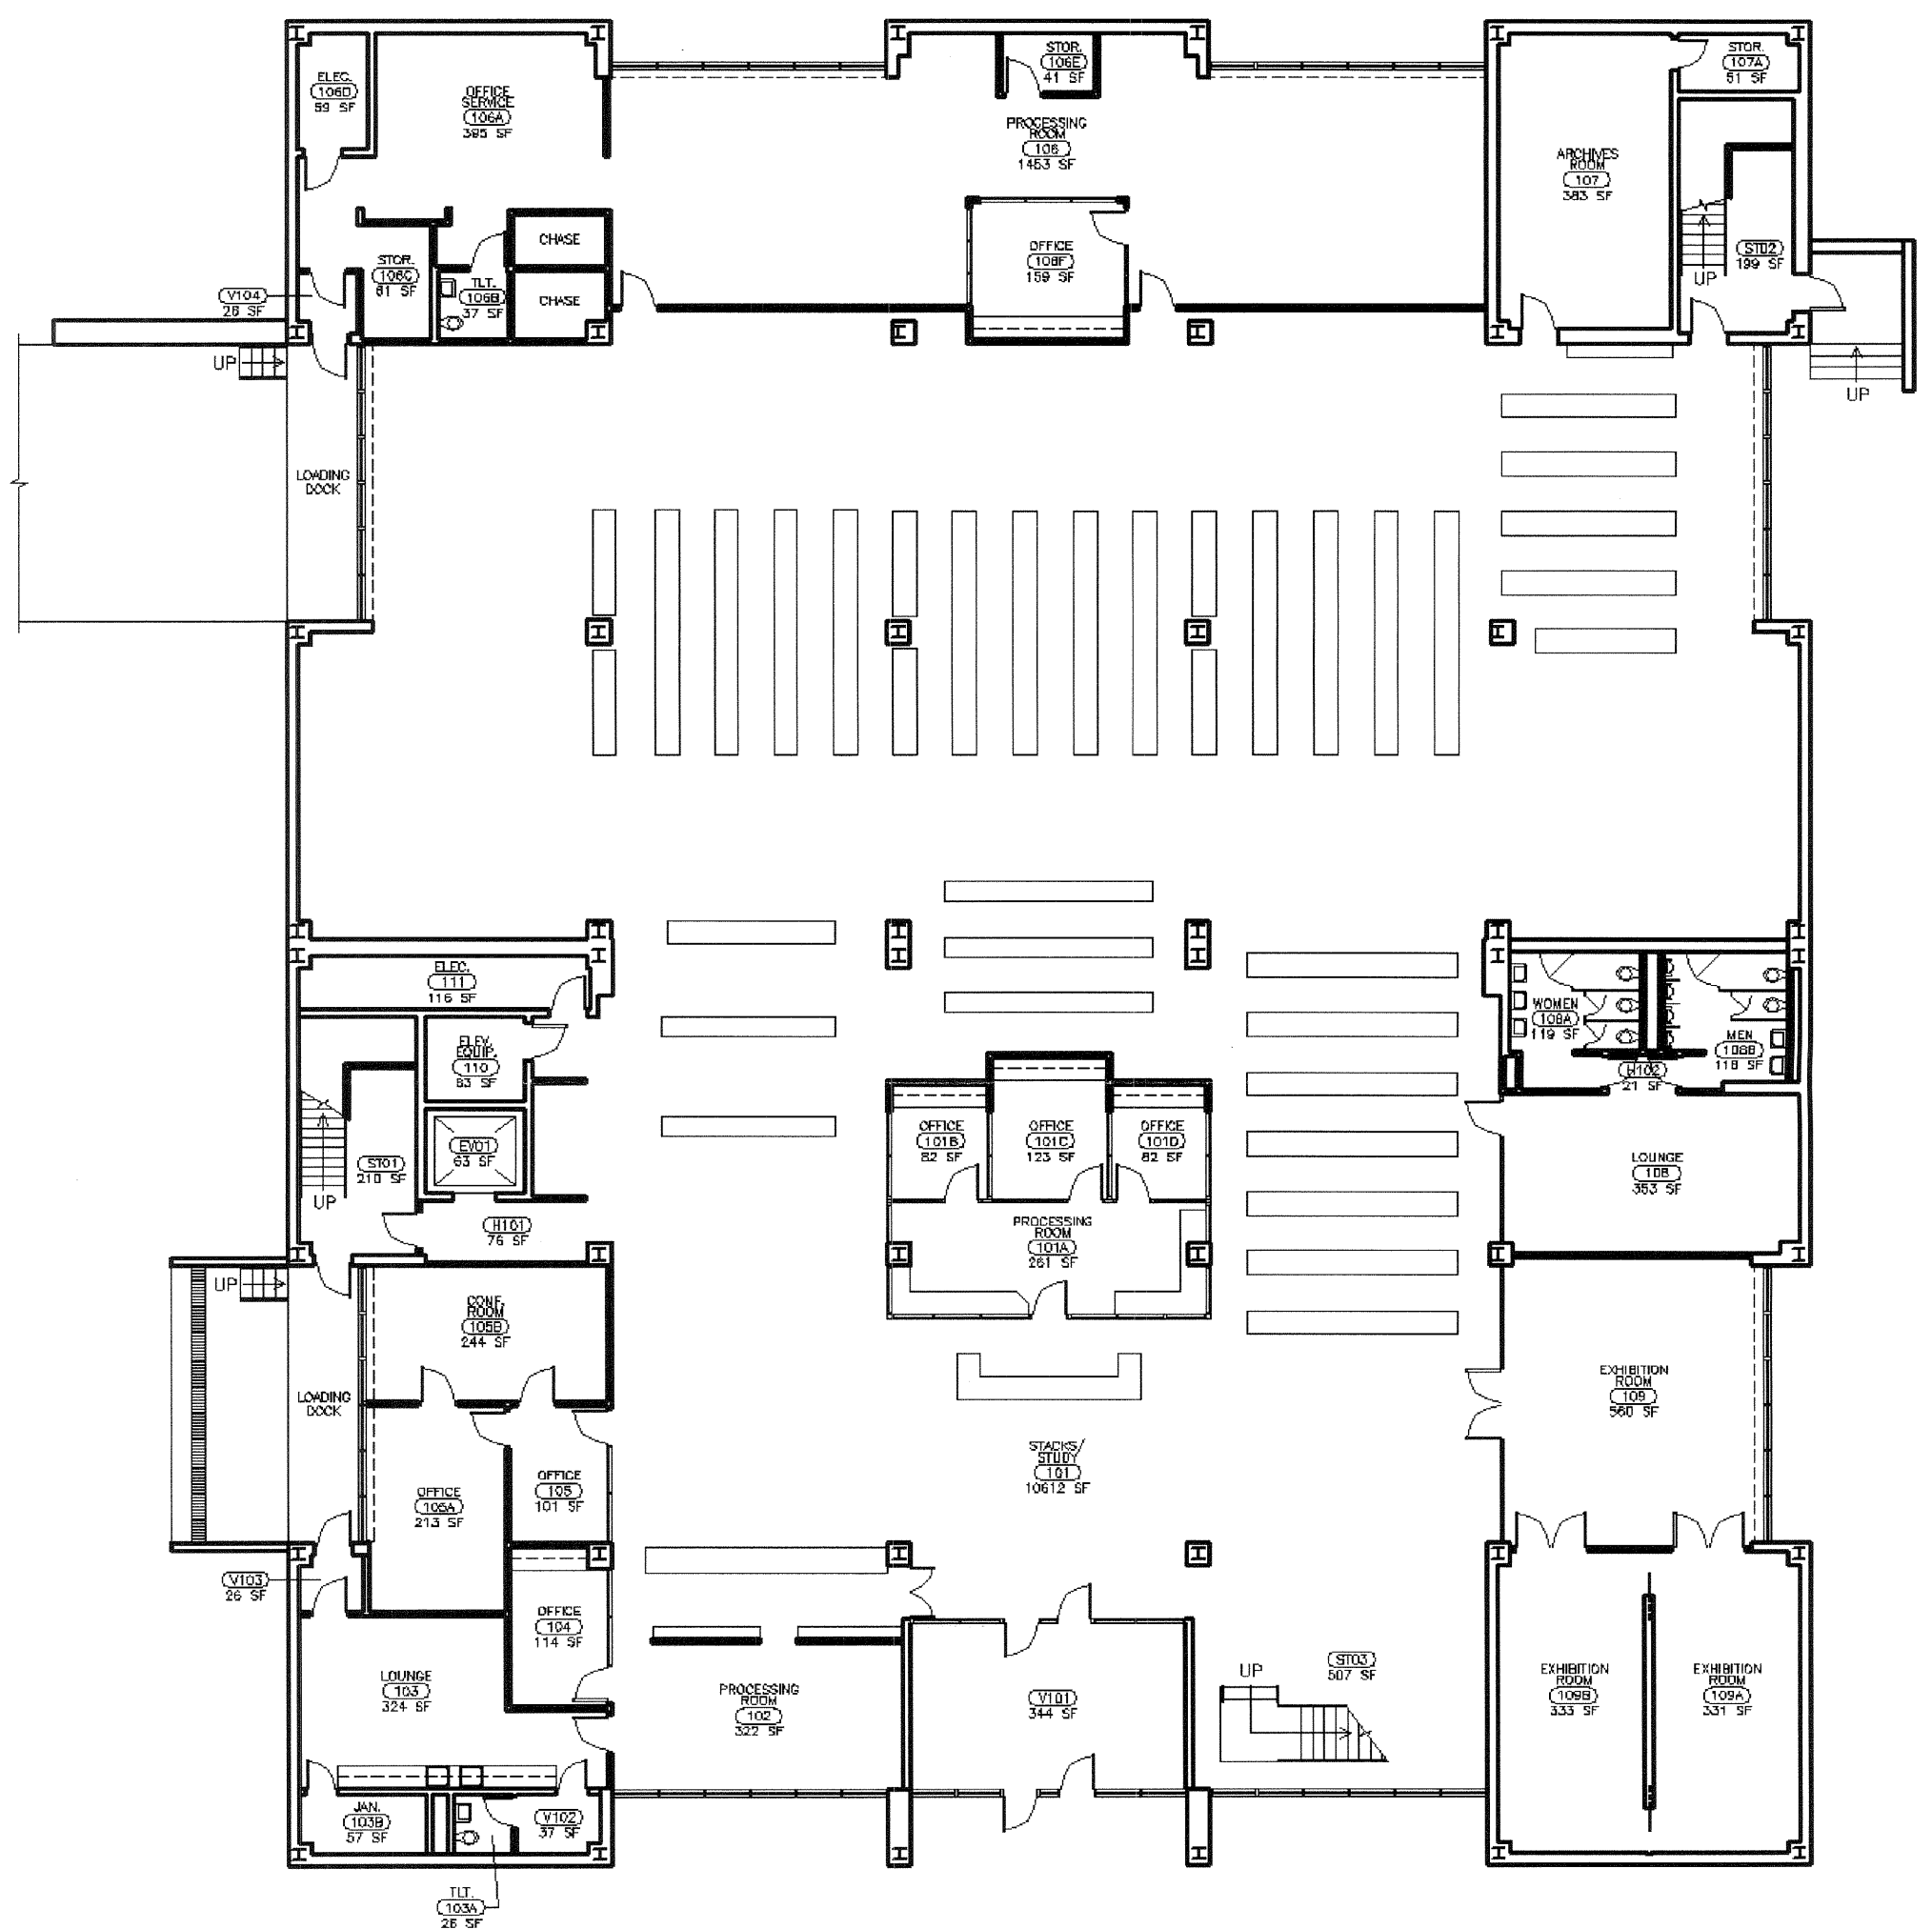 ELEC.
106D
59 SF
OFFICE
SERVICE
106A
395 SF
STOR.
106E
41 SF
PROCESSING
ROOM
106
1453 SF
STOR.
107A
51 SF
ARCHIVES
ROOM
107
383 SF
CHASE
CHASE
STOR.
106C
81 SF
TLT.
106B
37 SF
OFFICE
106F
159 SF
ST02
199 SF
UP
V104
26 SF
UP
UP
LOADING
DOCK
ELEC.
111
116 SF
ELEV.
EQUIP.
110
83 SF
WOMEN
108A
119 SF
MEN
108B
118 SF
H102
21 SF
EV01
63 SF
ST01
210 SF
UP
OFFICE
101B
82 SF
OFFICE
101C
123 SF
OFFICE
101D
82 SF
LOUNGE
108
353 SF
H101
76 SF
PROCESSING
ROOM
101A
261 SF
UP
CONF.
ROOM
105B
244 SF
LOADING
DOCK
EXHIBITION
ROOM
109
560 SF
OFFICE
105A
213 SF
OFFICE
105
101 SF
STACKS/
STUDY
101
10612 SF
V103
26 SF
OFFICE
104
114 SF
LOUNGE
103
324 SF
PROCESSING
ROOM
102
322 SF
V101
344 SF
UP
ST03
507 SF
EXHIBITION
ROOM
109B
333 SF
EXHIBITION
ROOM
109A
331 SF
JAN.
103B
57 SF
V102
37 SF
TLT.
103A
26 SF